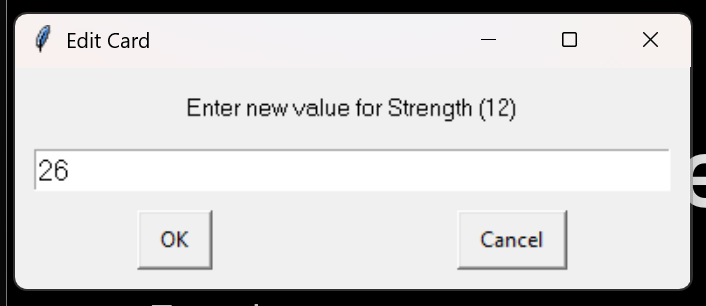 Edit Card
Enter new value for Strength (12)
26
OK
Cancel